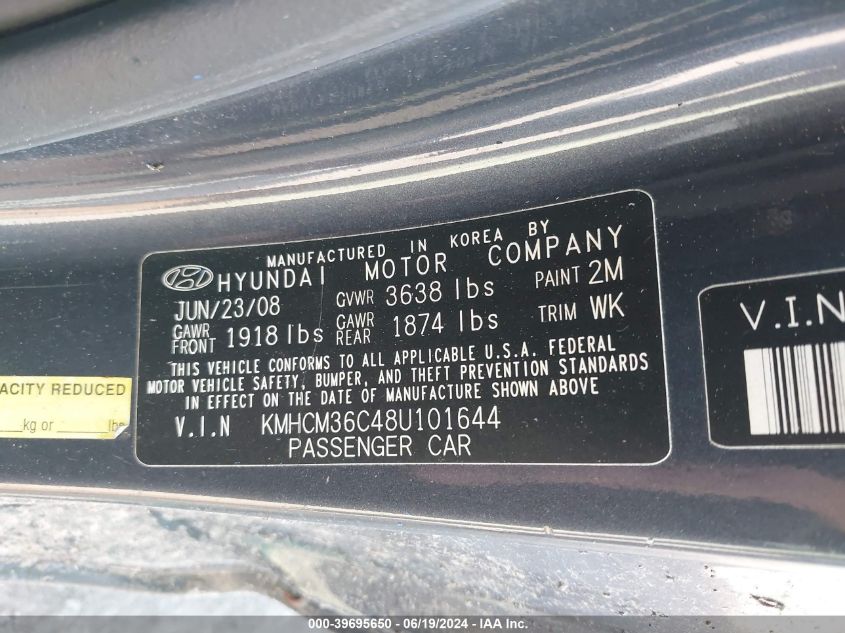 MANUFACTURED IN KOREA BY
HYUNDAI MOTOR COMPANY
JUN/23/08 GVWR 3638 lbs PAINT 2M
GAWR FRONT 1918 lbs GAWR REAR 1874 lbs TRIM WK
THIS VEHICLE CONFORMS TO ALL APPLICABLE U.S.A. FEDERAL
MOTOR VEHICLE SAFETY, BUMPER, AND THEFT PREVENTION STANDARDS
IN EFFECT ON THE DATE OF MANUFACTURE SHOWN ABOVE
V.I.N KMHCM36C48U101644
PASSENGER CAR
V.I.N
ACITY REDUCED
kg or lbs
000-39695650 - 06/19/2024 - IAA Inc.